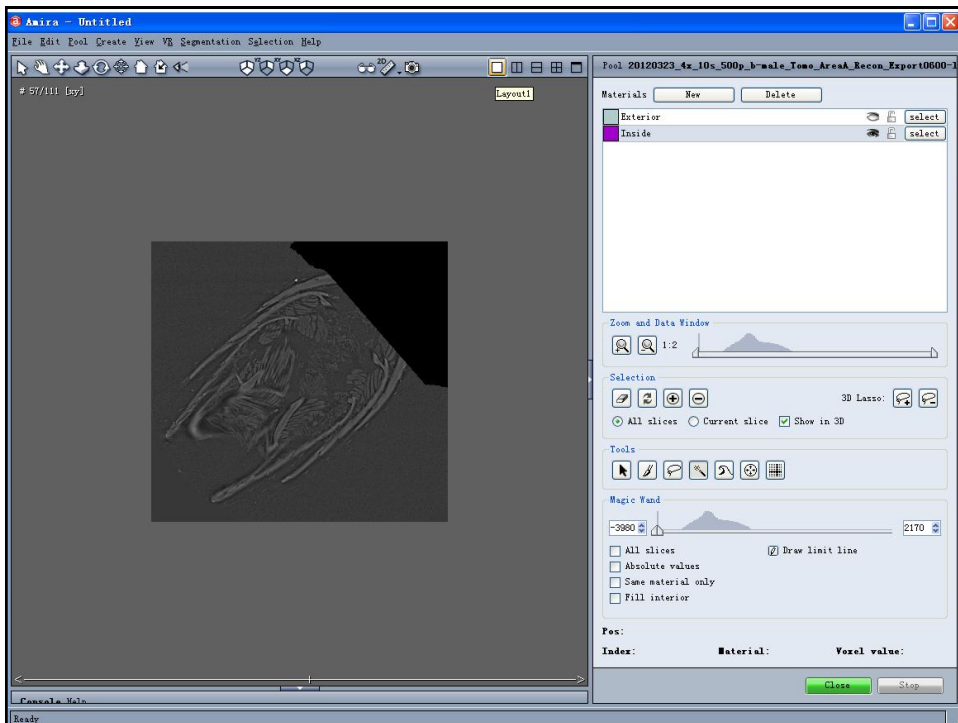 Amira - Untitled
File Edit Pool Create View VR Segmentation Selection Help
2D
# 57/111 [xy]
Layout1
Pool 20120323_4x_10s_500p_b-male_Tomo_AreaA_Recon_Export0600-1
Materials New Delete
Exterior select
Inside select
Zoom and Data Window
1:2
Selection
3D Lasso:
All slices Current slice Show in 3D
Tools
Magic Wand
-3980 2170
All slices Draw limit line
Absolute values
Same material only
Fill interior
Pos:
Index: Material: Voxel value:
Close Stop
Console Help
Ready